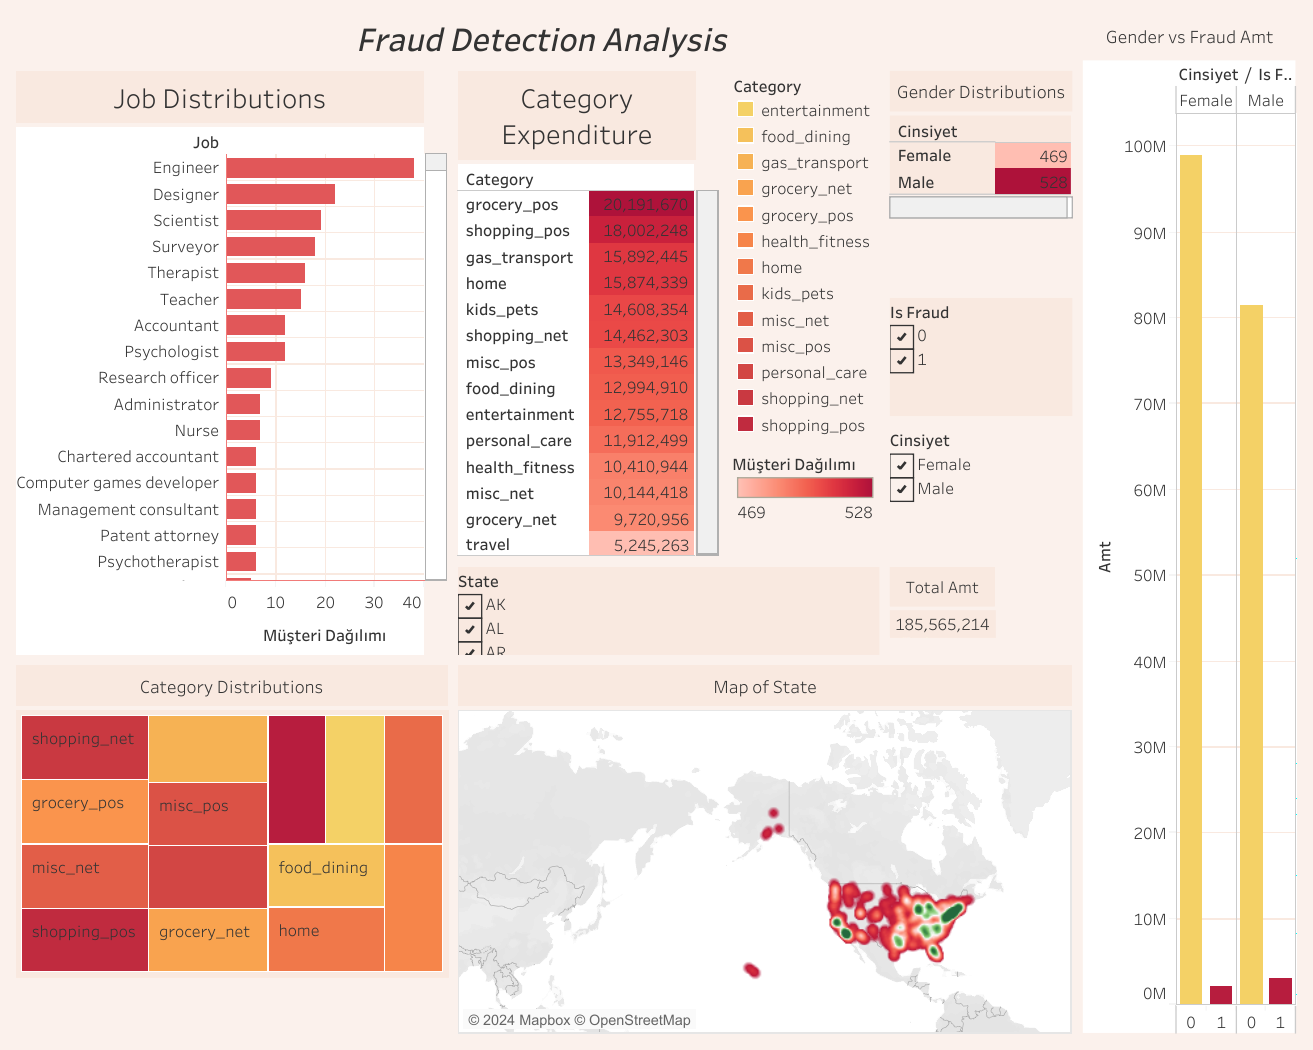 Fraud Detection Analysis
Job Distributions
Job
Engineer
Designer
Scientist
Surveyor
Therapist
Teacher
Accountant
Psychologist
Research officer
Administrator
Nurse
Chartered accountant
Computer games developer
Management consultant
Patent attorney
Psychotherapist
0 10 20 30 40
Müşteri Dağılımı
Category
Expenditure
Category
grocery_pos 20,191,670
shopping_pos 18,002,248
gas_transport 15,892,445
home 15,874,339
kids_pets 14,608,354
shopping_net 14,462,303
misc_pos 13,349,146
food_dining 12,994,910
entertainment 12,755,718
personal_care 11,912,499
health_fitness 10,410,944
misc_net 10,144,418
grocery_net 9,720,956
travel 5,245,263
Category
entertainment
food_dining
gas_transport
grocery_net
grocery_pos
health_fitness
home
kids_pets
misc_net
misc_pos
personal_care
shopping_net
shopping_pos
Müşteri Dağılımı
469 528
Gender Distributions
Cinsiyet
Female 469
Male 528
Is Fraud
0
1
Cinsiyet
Female
Male
State
AK
AL
AR
Total Amt
185,565,214
Gender vs Fraud Amt
Cinsiyet / Is F..
Female Male
Amt
100M
90M
80M
70M
60M
50M
40M
30M
20M
10M
0M
0 1 0 1
Category Distributions
shopping_net
grocery_pos
misc_net
shopping_pos
misc_pos
grocery_net
food_dining
home
Map of State
© 2024 Mapbox © OpenStreetMap